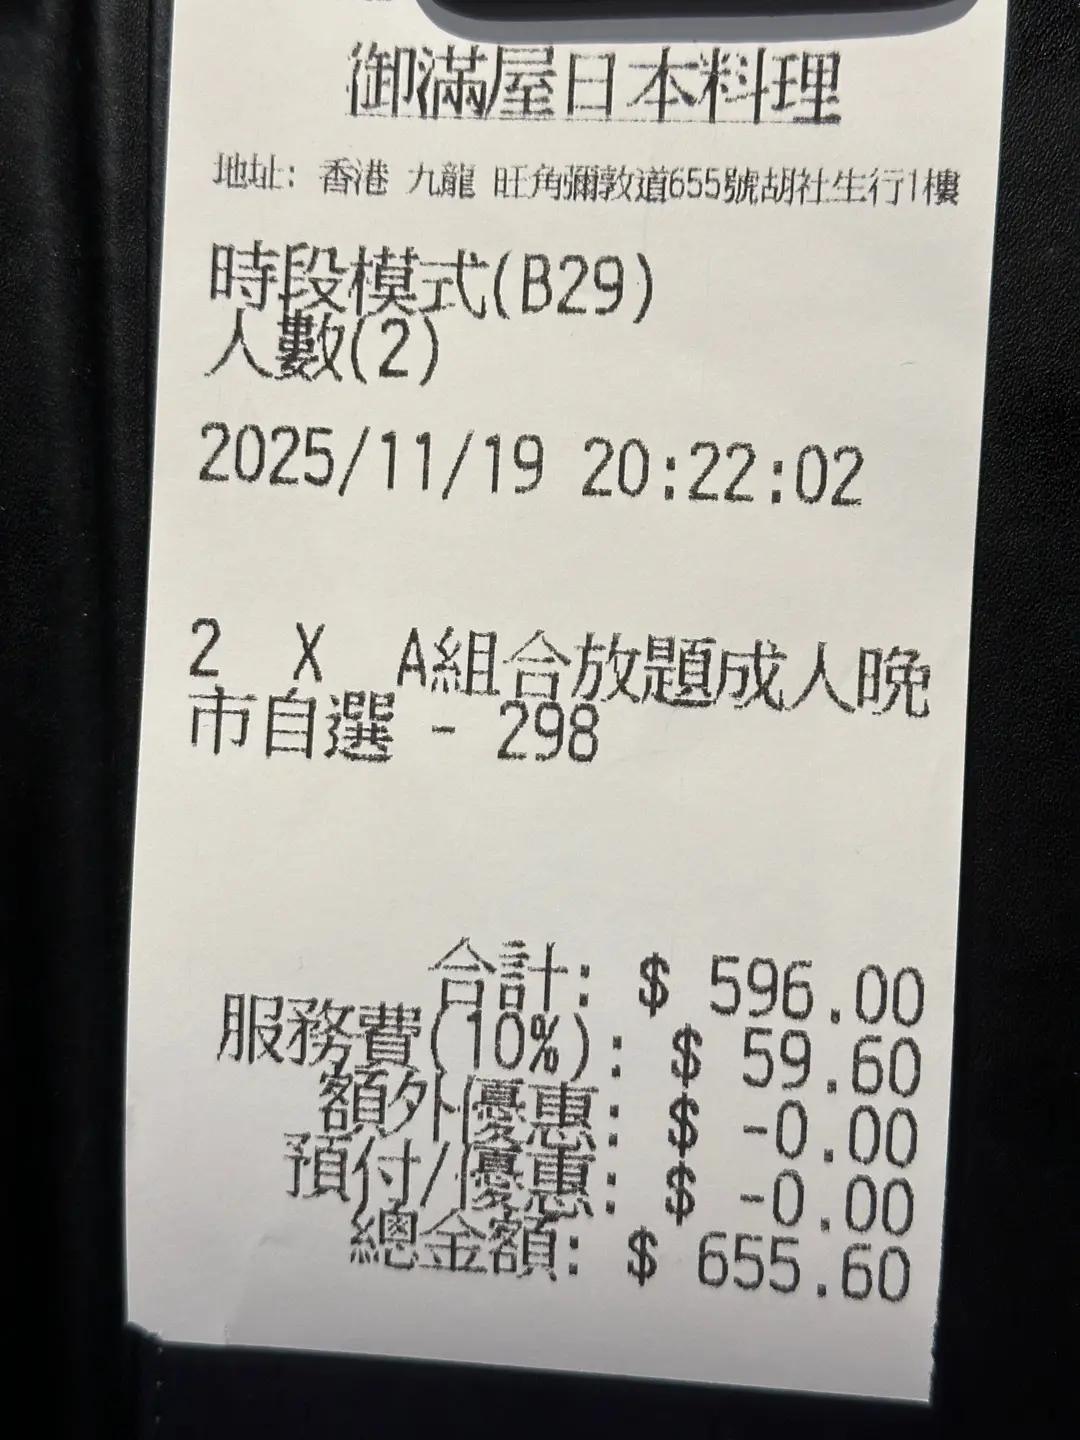 御滿屋日本料理
地址: 香港 九龍 旺角彌敦道655號胡社生行1樓
時段模式(B29)
人數(2)
2025/11/19 20:22:02
2 X A組合放題成人晚
市自選 - 298
合計: $ 596.00
服務費(10%): $ 59.60
額外優惠: $ -0.00
預付/優惠: $ -0.00
總金額: $ 655.60